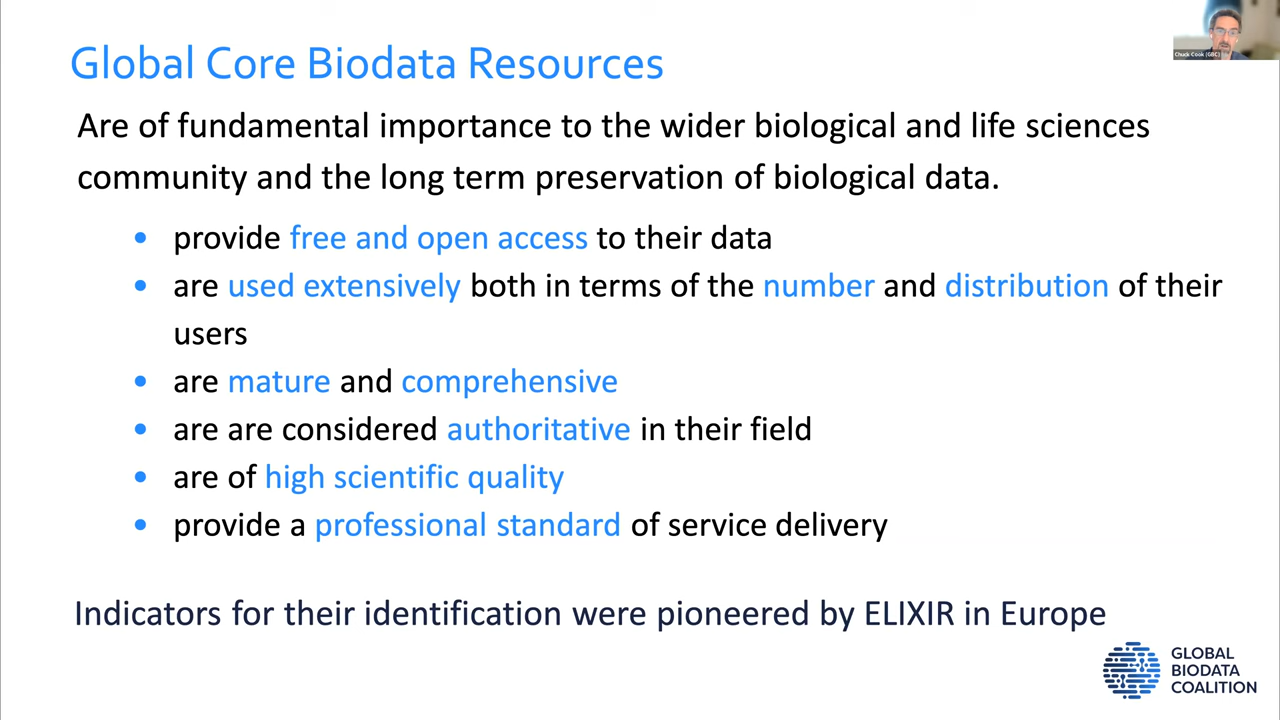 Chuck Cook (GBC)
Global Core Biodata Resources
Are of fundamental importance to the wider biological and life sciences
community and the long term preservation of biological data.
• provide free and open access to their data
• are used extensively both in terms of the number and distribution of their
users
• are mature and comprehensive
• are are considered authoritative in their field
• are of high scientific quality
• provide a professional standard of service delivery
Indicators for their identification were pioneered by ELIXIR in Europe
GLOBAL
BIODATA
COALITION